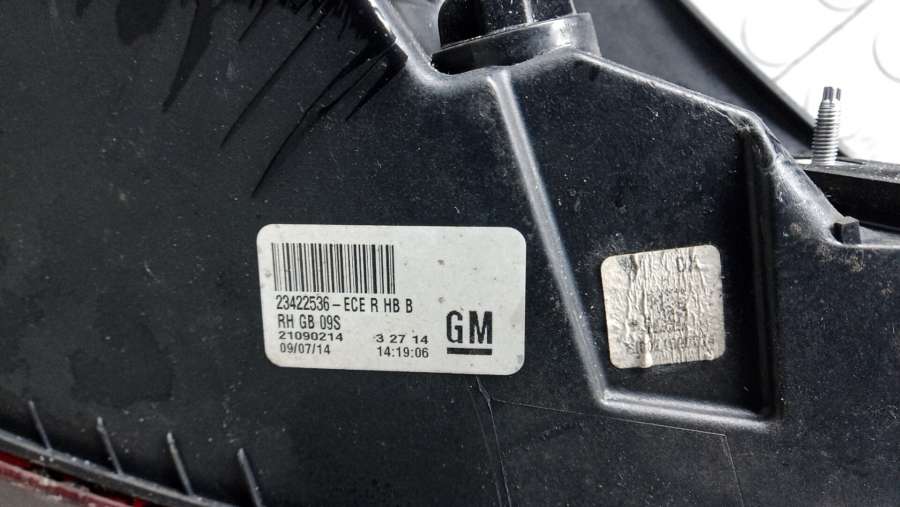 23422536-ECE R HB B
RH GB 09S
21090214 3 27 14
09/07/14 14:19:06
GM